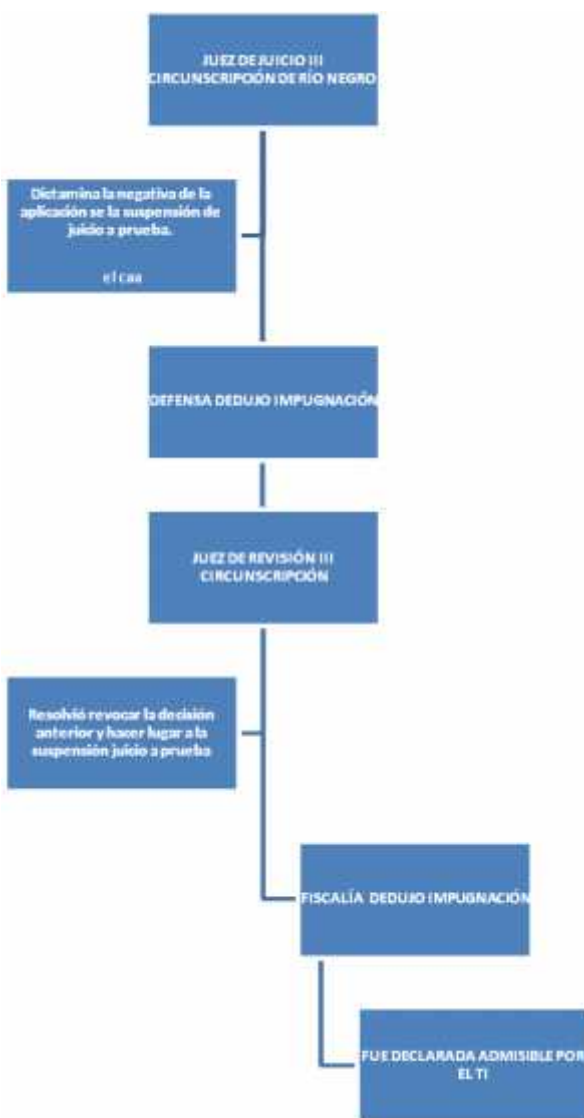 JUEZ DE JUICIO III
CIRCUNSCRIPCIÓN DE RÍO NEGRO
Dictamina la negativa de la
aplicación se la suspensión de
juicio a prueba.
el caa
DEFENSA DEDUJO IMPUGNACIÓN
JUEZ DE REVISIÓN III
CIRCUNSCRIPCIÓN
Resolvió revocar la decisión
anterior y hacer lugar a la
suspensión juicio a prueba
FISCALÍA DEDUJO IMPUGNACIÓN
FUE DECLARADA ADMISIBLE POR
EL TI